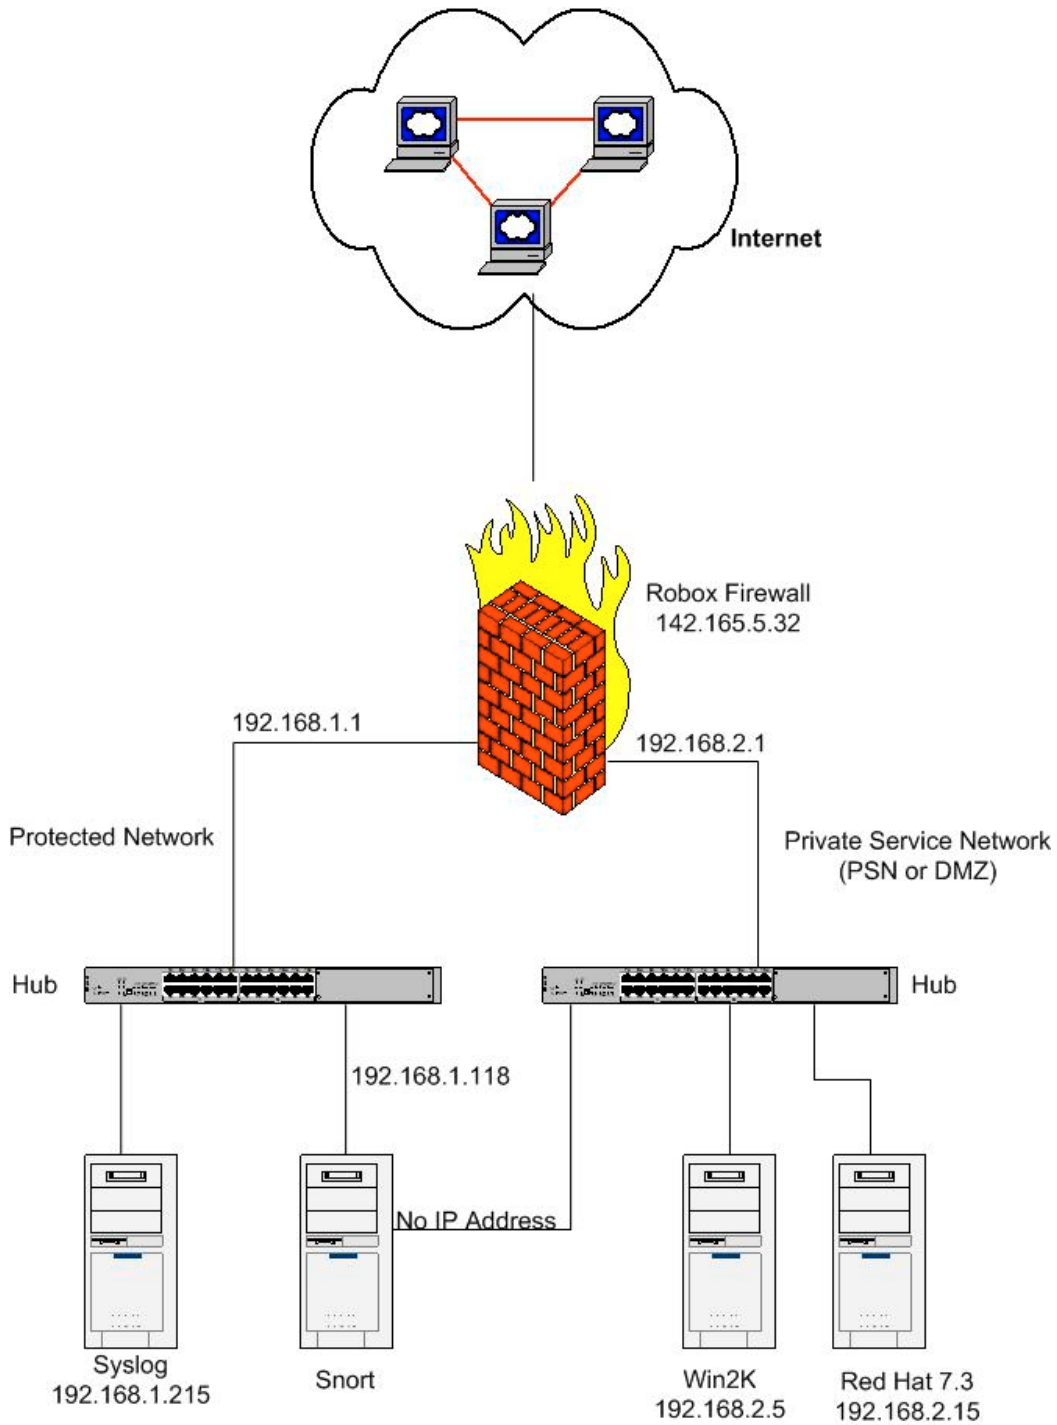 Internet
Robox Firewall
142.165.5.32
192.168.1.1
192.168.2.1
Protected Network
Private Service Network
(PSN or DMZ)
Hub
Hub
192.168.1.118
No IP Address
Syslog
192.168.1.215
Snort
Win2K
192.168.2.5
Red Hat 7.3
192.168.2.15